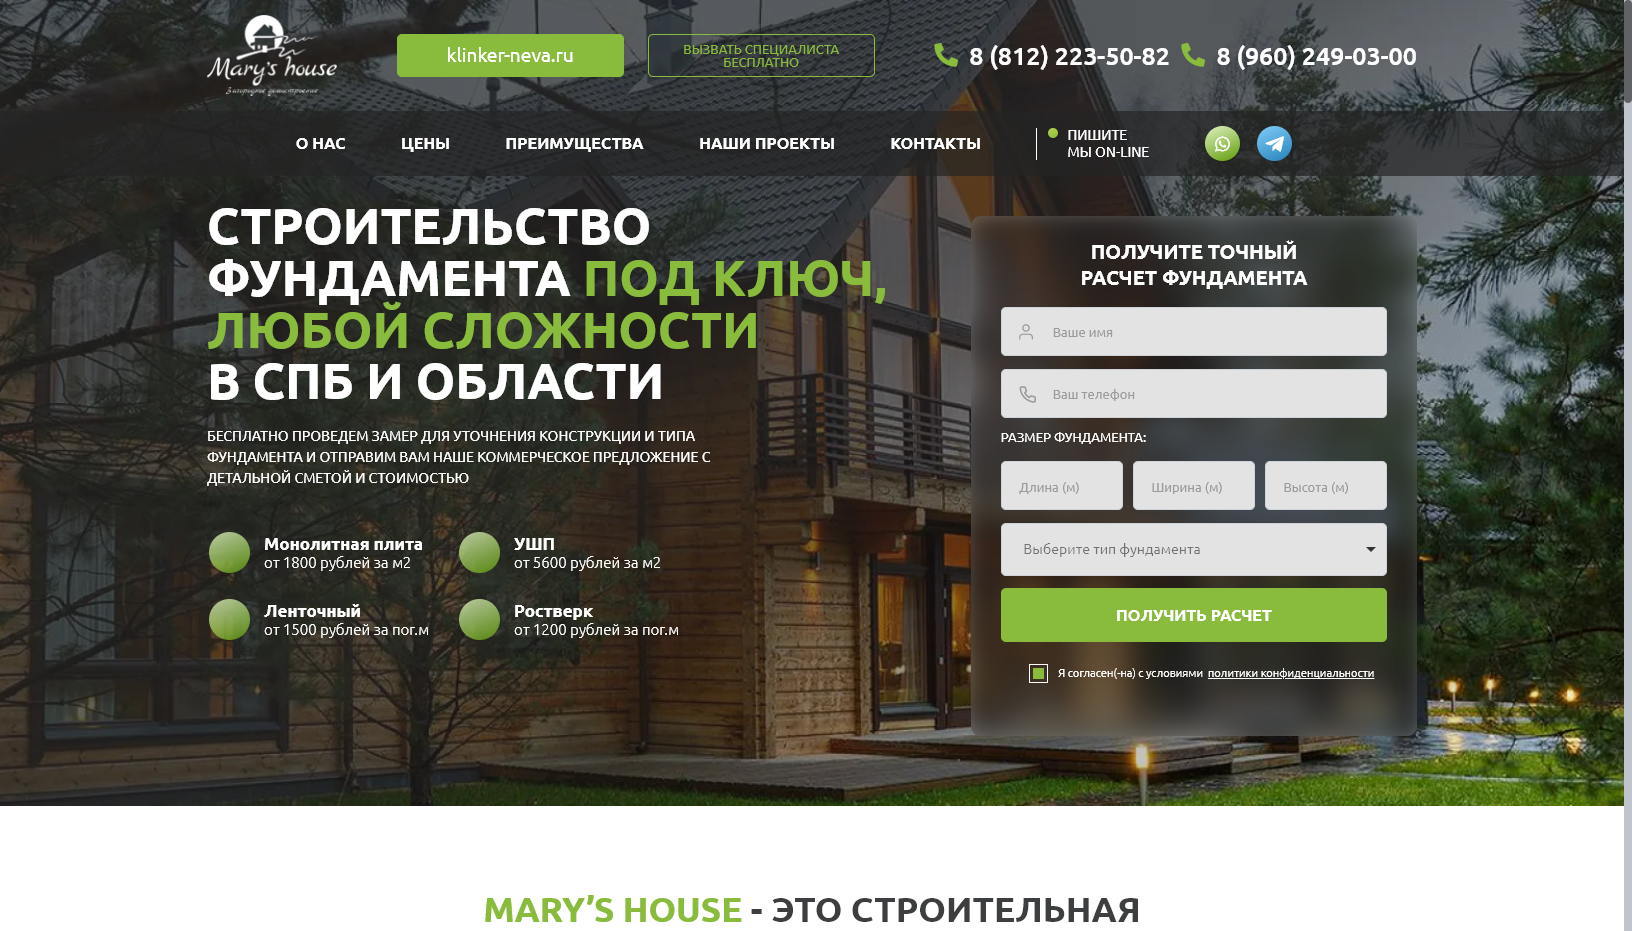 Mary's house
Загородное домостроение
klinker-neva.ru
ВЫЗВАТЬ СПЕЦИАЛИСТА
БЕСПЛАТНО
8 (812) 223-50-82
8 (960) 249-03-00
О НАС
ЦЕНЫ
ПРЕИМУЩЕСТВА
НАШИ ПРОЕКТЫ
КОНТАКТЫ
ПИШИТЕ
МЫ ON-LINE
СТРОИТЕЛЬСТВО
ФУНДАМЕНТА ПОД КЛЮЧ,
ЛЮБОЙ СЛОЖНОСТИ
В СПБ И ОБЛАСТИ
БЕСПЛАТНО ПРОВЕДЕМ ЗАМЕР ДЛЯ УТОЧНЕНИЯ КОНСТРУКЦИИ И ТИПА
ФУНДАМЕНТА И ОТПРАВИМ ВАМ НАШЕ КОММЕРЧЕСКОЕ ПРЕДЛОЖЕНИЕ С
ДЕТАЛЬНОЙ СМЕТОЙ И СТОИМОСТЬЮ
Монолитная плита
от 1800 рублей за м2
УШП
от 5600 рублей за м2
Ленточный
от 1500 рублей за пог.м
Ростверк
от 1200 рублей за пог.м
ПОЛУЧИТЕ ТОЧНЫЙ
РАСЧЕТ ФУНДАМЕНТА
Ваше имя
Ваш телефон
РАЗМЕР ФУНДАМЕНТА:
Длина (м)
Ширина (м)
Высота (м)
Выберите тип фундамента
ПОЛУЧИТЬ РАСЧЕТ
Я согласен(-на) с условиями политики конфиденциальности
MARY’S HOUSE - ЭТО СТРОИТЕЛЬНАЯ